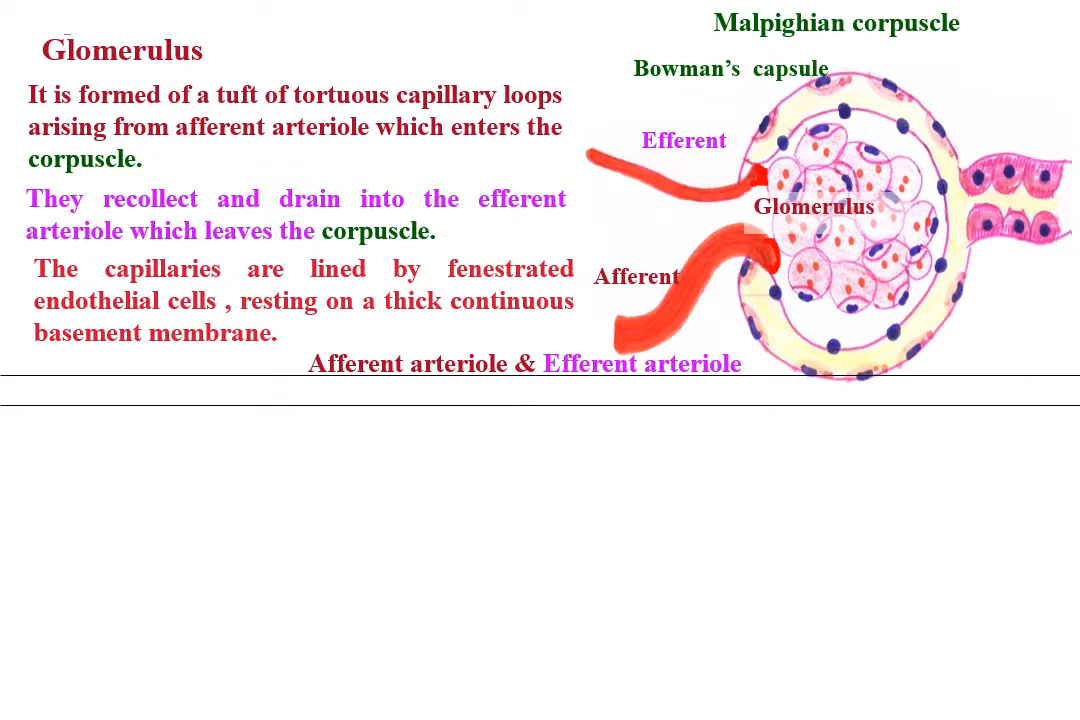 Malpighian corpuscle
Glomerulus
Bowman's capsule
It is formed of a tuft of tortuous capillary loops
arising from afferent arteriole which enters the
corpuscle.
Efferent
They recollect and drain into the efferent
arteriole which leaves the corpuscle.
Glomerulus
The capillaries are lined by fenestrated
endothelial cells , resting on a thick continuous
basement membrane.
Afferent
Afferent arteriole & Efferent arteriole